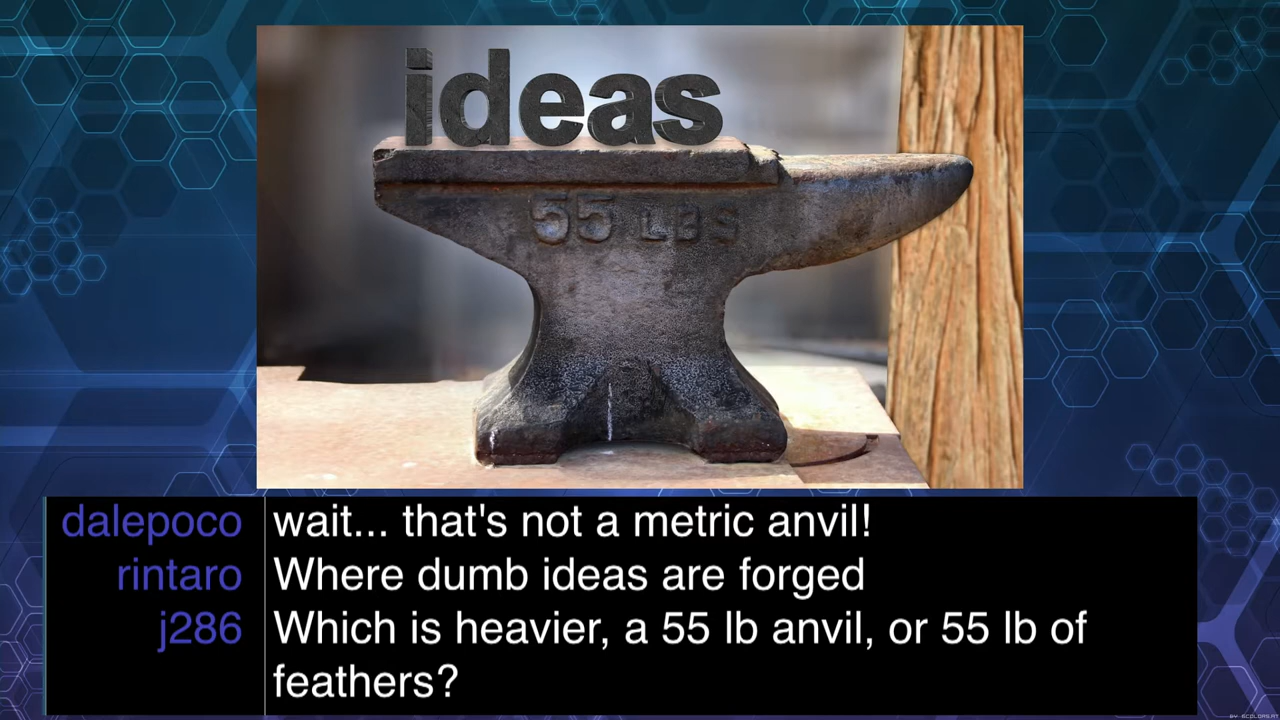 ideas
55 LBS
dalepoco wait... that's not a metric anvil!
rintaro Where dumb ideas are forged
j286 Which is heavier, a 55 lb anvil, or 55 lb of
feathers?